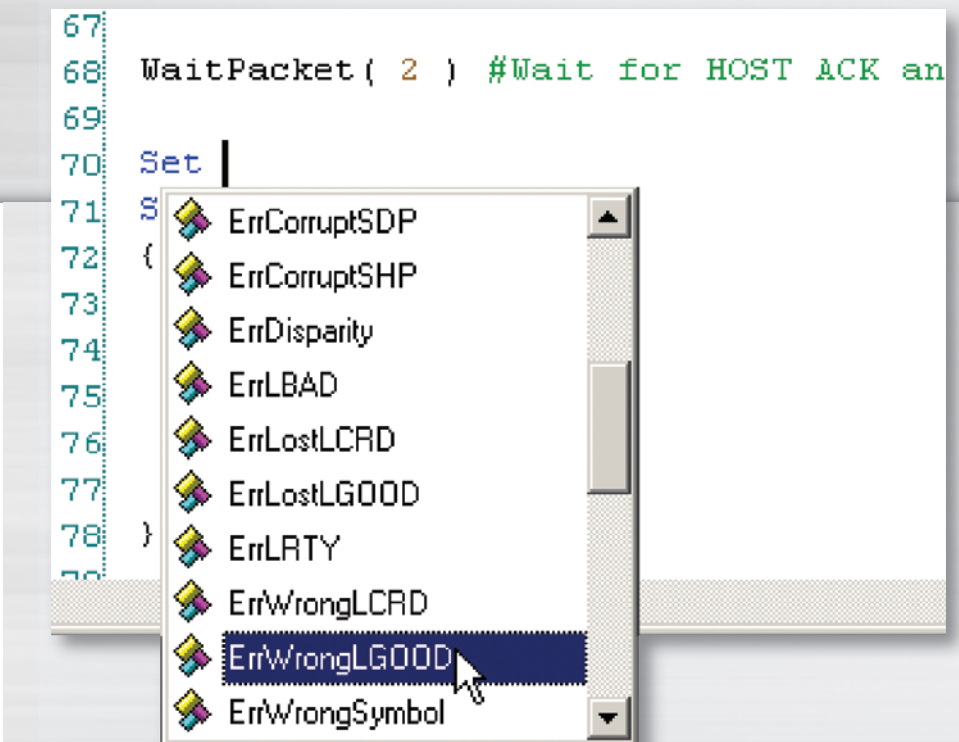 67
68 WaitPacket( 2 ) #Wait for HOST ACK an
69
70 Set
71 S
72 {
73
74
75
76
77
78 }
ErrCorruptSDP
ErrCorruptSHP
ErrDisparity
ErrLBAD
ErrLostLCRD
ErrLostLGOOD
ErrLRTY
ErrWrongLCRD
ErrWrongLGOOD
ErrWrongSymbol